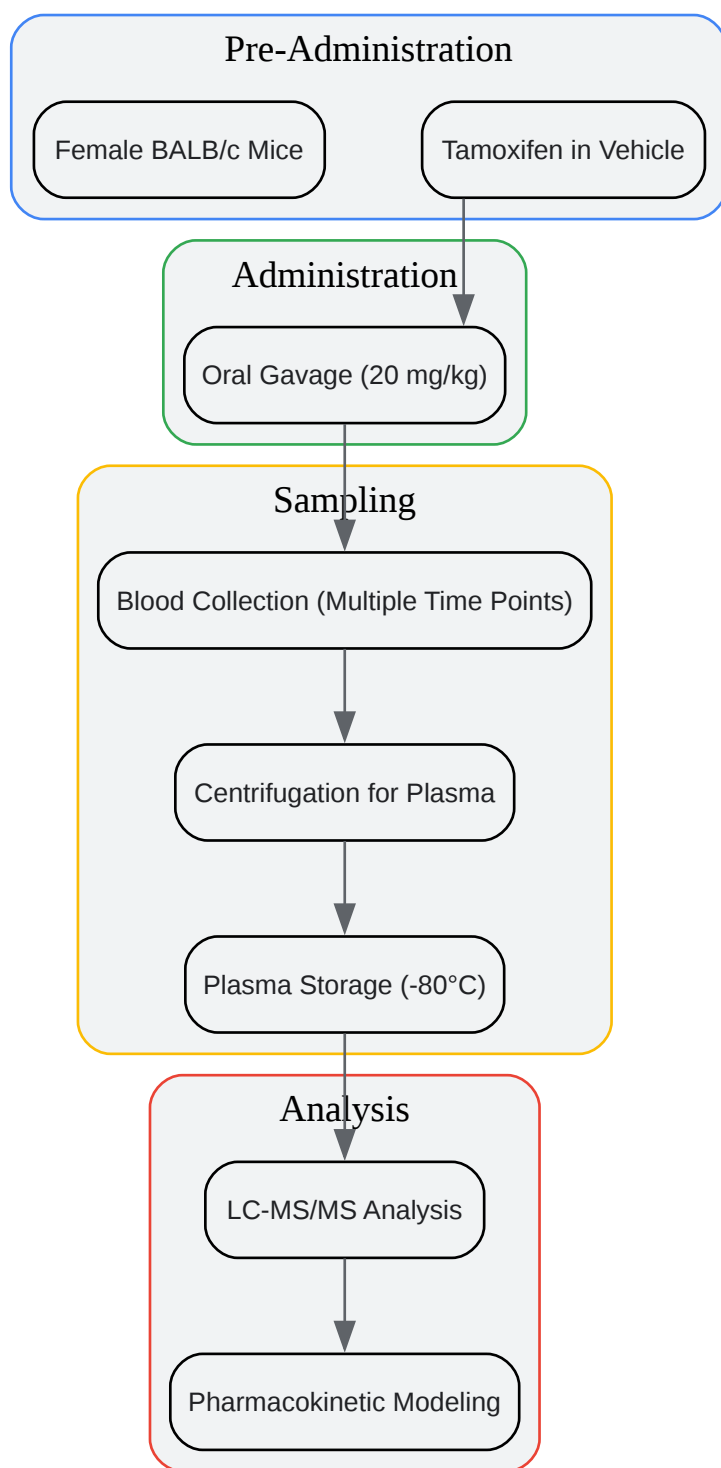 Pre-Administration
Female BALB/c Mice
Tamoxifen in Vehicle
Administration
Oral Gavage (20 mg/kg)
Sampling
Blood Collection (Multiple Time Points)
Centrifugation for Plasma
Plasma Storage (-80°C)
Analysis
LC-MS/MS Analysis
Pharmacokinetic Modeling